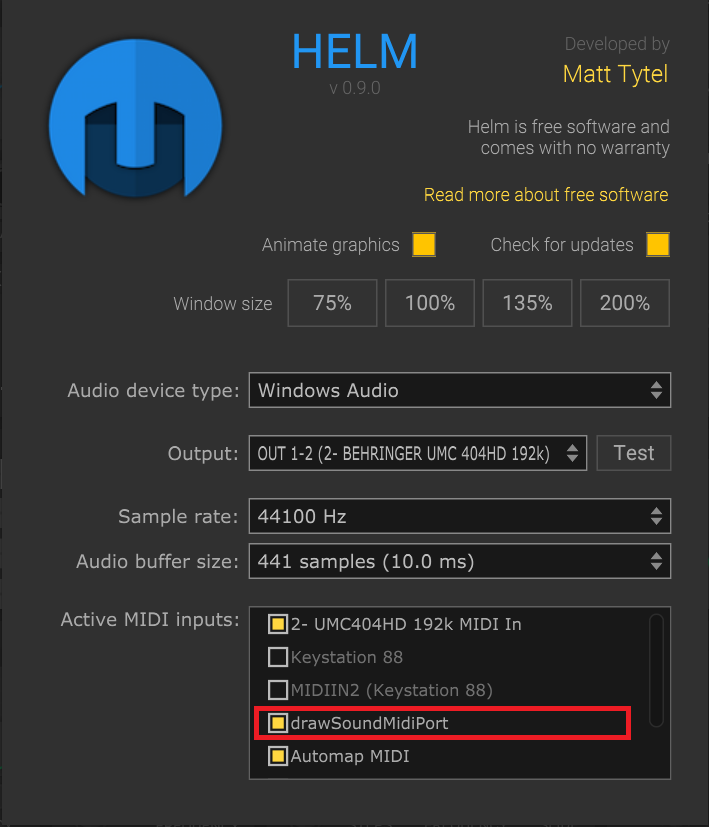 HELM
v 0.9.0
Developed by
Matt Tytel
Helm is free software and
comes with no warranty
Read more about free software
Animate graphics
Check for updates
Window size
75%
100%
135%
200%
Audio device type:
Windows Audio
Output:
OUT 1-2 (2- BEHRINGER UMC 404HD 192k)
Test
Sample rate:
44100 Hz
Audio buffer size:
441 samples (10.0 ms)
Active MIDI inputs:
2- UMC404HD 192k MIDI In
Keystation 88
MIDIIN2 (Keystation 88)
drawSoundMidiPort
Automap MIDI